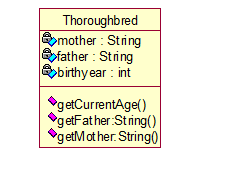 Thoroughbred
mother : String
father : String
birthyear : int
getCurrentAge()
getFather:String()
getMother:String()